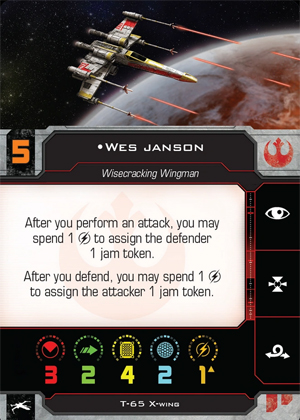 5
•WES JANSON
Wisecracking Wingman
After you perform an attack, you may
spend 1 to assign the defender
1 jam token.
After you defend, you may spend 1
to assign the attacker 1 jam token.
3 2 4 2 1
T-65 X-WING